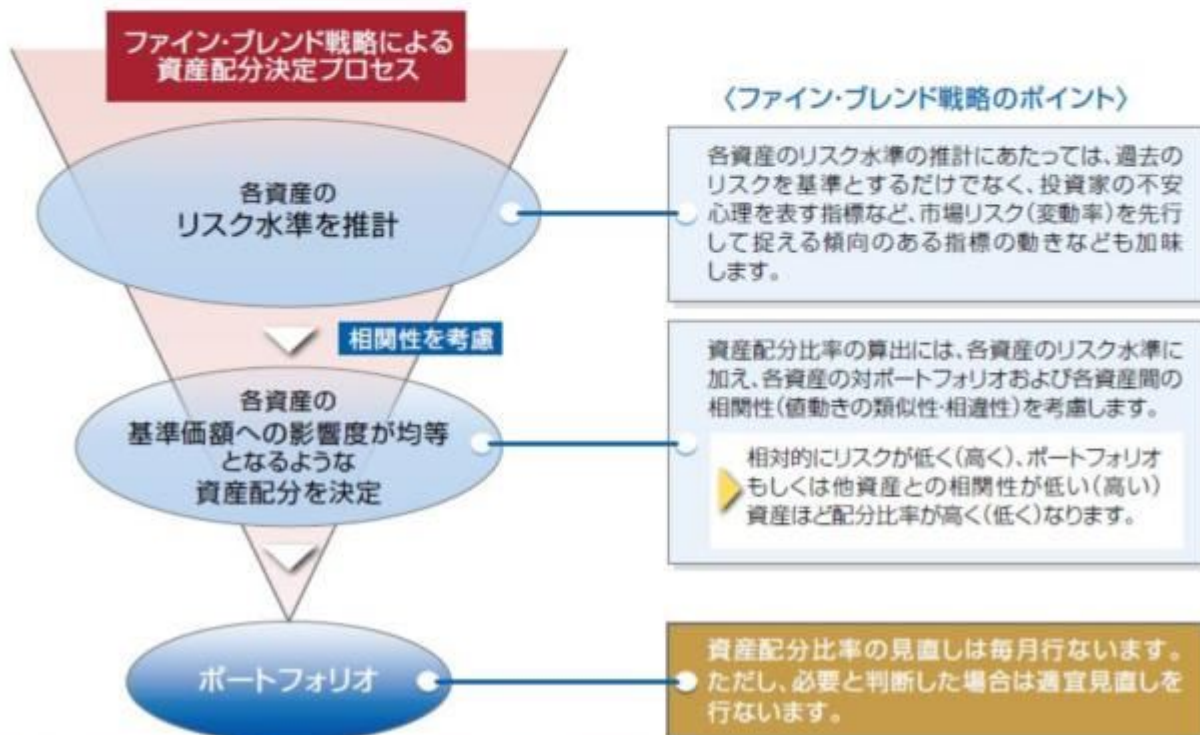 ファイン・ブレンド戦略による
資産配分決定プロセス
〈ファイン・ブレンド戦略のポイント〉
各資産の
リスク水準を推計
各資産のリスク水準の推計にあたっては、過去の
リスクを基準とするだけでなく、投資家の不安
心理を表す指標など、市場リスク(変動率)を先行
して捉える傾向のある指標の動きなども加味
します。
相関性を考慮
各資産の
基準価額への影響度が均等
となるような
資産配分を決定
資産配分比率の算出には、各資産のリスク水準に
加え、各資産の対ポートフォリオおよび各資産間の
相関性(値動きの類似性・相違性)を考慮します。
相対的にリスクが低く(高く)、ポートフォリオ
もしくは他資産との相関性が低い(高い)
資産ほど配分比率が高く(低く)なります。
ポートフォリオ
資産配分比率の見直しは毎月行ないます。
ただし、必要と判断した場合は適宜見直しを
行ないます。